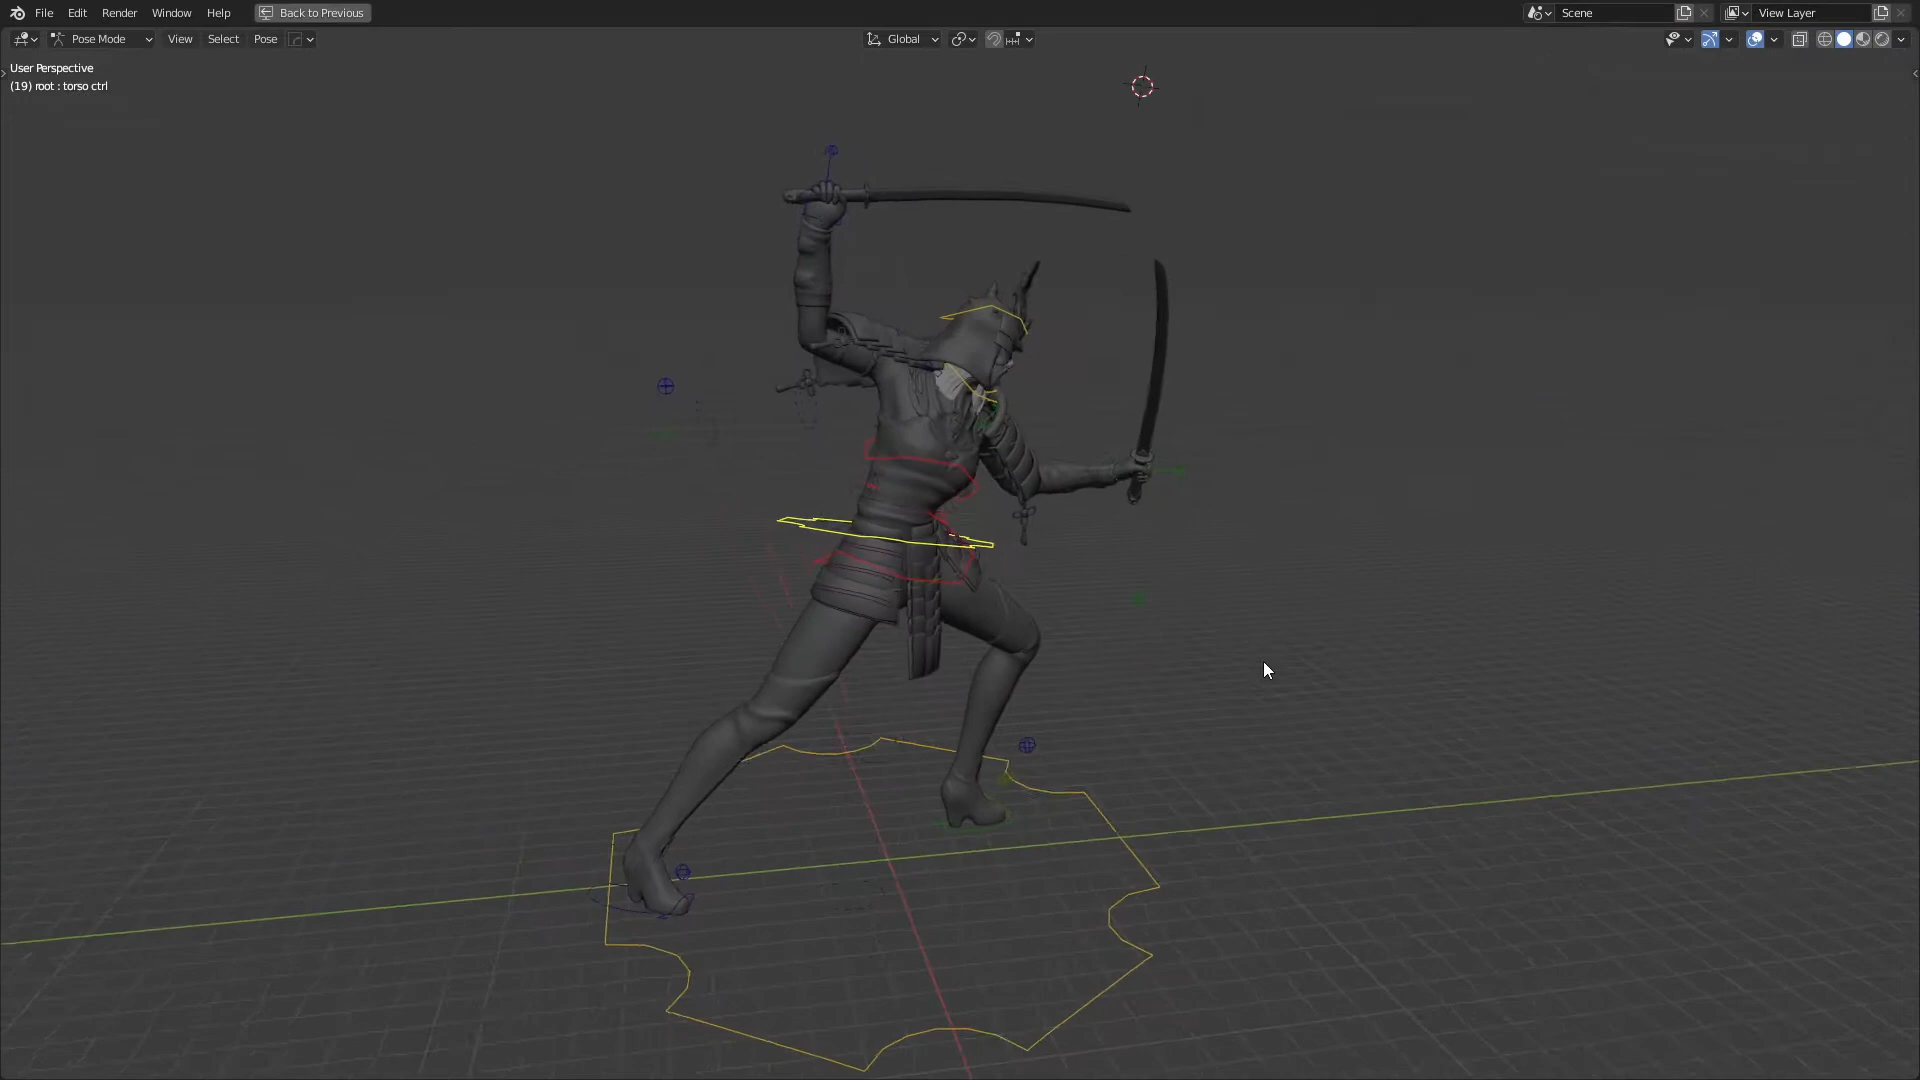 File Edit Render Window Help Back to Previous Scene View Layer
Pose Mode View Select Pose Global
User Perspective
(19) root : torso ctrl